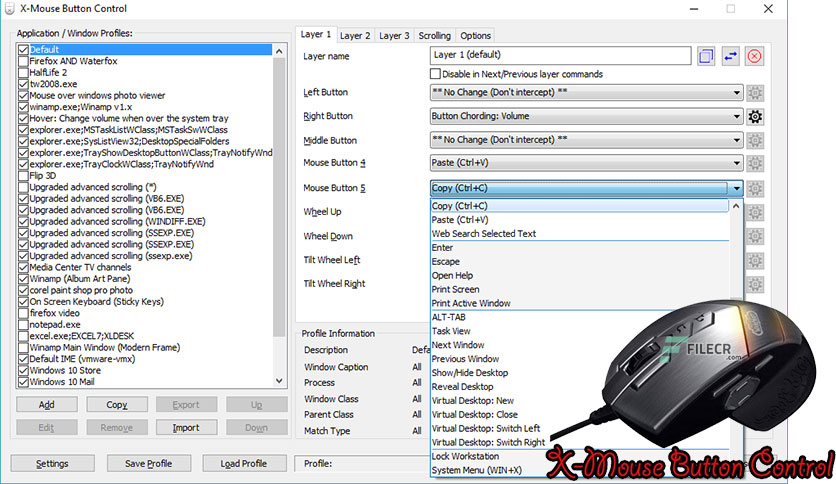 X-Mouse Button Control
Application / Window Profiles:
Default
Firefox AND Waterfox
HalfLife 2
tw2008.exe
Mouse over windows photo viewer
winamp.exe;Winamp v1.x
Hover: Change volume when over the system tray
explorer.exe;MSTaskListWClass;MSTaskSwWClass
explorer.exe;SysListView32;DesktopSpecialFolders
explorer.exe;TrayShowDesktopButtonWClass;TrayNotifyWnd
explorer.exe;TrayClockWClass;TrayNotifyWnd
Flip 3D
Upgraded advanced scrolling (*)
Upgraded advanced scrolling (VB6.EXE)
Upgraded advanced scrolling (VB6.EXE)
Upgraded advanced scrolling (WINDIFF.EXE)
Upgraded advanced scrolling (SSEXP.EXE)
Upgraded advanced scrolling (SSEXP.EXE)
Upgraded advanced scrolling (ssexp.exe)
Media Center TV channels
Winamp (Album Art Pane)
corel paint shop pro photo
On Screen Keyboard (Sticky Keys)
firefox video
notepad.exe
excel.exe;EXCEL7;XLDESK
Winamp Main Window (Modern Frame)
Default IME (vmware-vmx)
Windows 10 Store
Windows 10 Mail
Add Copy Export Up
Edit Remove Import Down
Settings Save Profile Load Profile
Layer 1 Layer 2 Layer 3 Scrolling Options
Layer name Layer 1 (default)
Disable in Next/Previous layer commands
Left Button ** No Change (Don't intercept) **
Right Button Button Chording: Volume
Middle Button ** No Change (Don't intercept) **
Mouse Button 4 Paste (Ctrl+V)
Mouse Button 5 Copy (Ctrl+C)
Wheel Up
Wheel Down
Tilt Wheel Left
Tilt Wheel Right
Copy (Ctrl+C)
Paste (Ctrl+V)
Web Search Selected Text
Enter
Escape
Open Help
Print Screen
Print Active Window
ALT-TAB
Task View
Next Window
Previous Window
Show/Hide Desktop
Reveal Desktop
Virtual Desktop: New
Virtual Desktop: Close
Virtual Desktop: Switch Left
Virtual Desktop: Switch Right
Lock Workstation
System Menu (WIN+X)
Profile Information
Description Defa
Window Caption All
Process All
Window Class All
Parent Class All
Match Type All
Profile:
FILECR
.com
X-Mouse Button Control